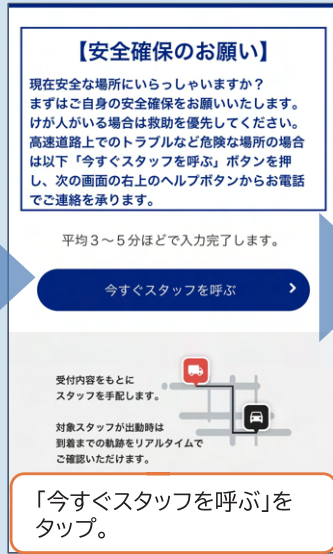 【安全確保のお願い】
現在安全な場所にいらっしゃいますか？
まずはご自身の安全確保をお願いいたします。
けが人がいる場合は救助を優先してください。
高速道路上でのトラブルなど危険な場所の場合
は以下「今すぐスタッフを呼ぶ」ボタンを押
し、次の画面の右上のヘルプボタンからお電話
でご連絡を承ります。
平均３～５分ほどで入力完了します。
今すぐスタッフを呼ぶ
受付内容をもとに
スタッフを手配します。
対象スタッフが出動時は
到着までの軌跡をリアルタイムで
ご確認いただけます。
「今すぐスタッフを呼ぶ」を
タップ。